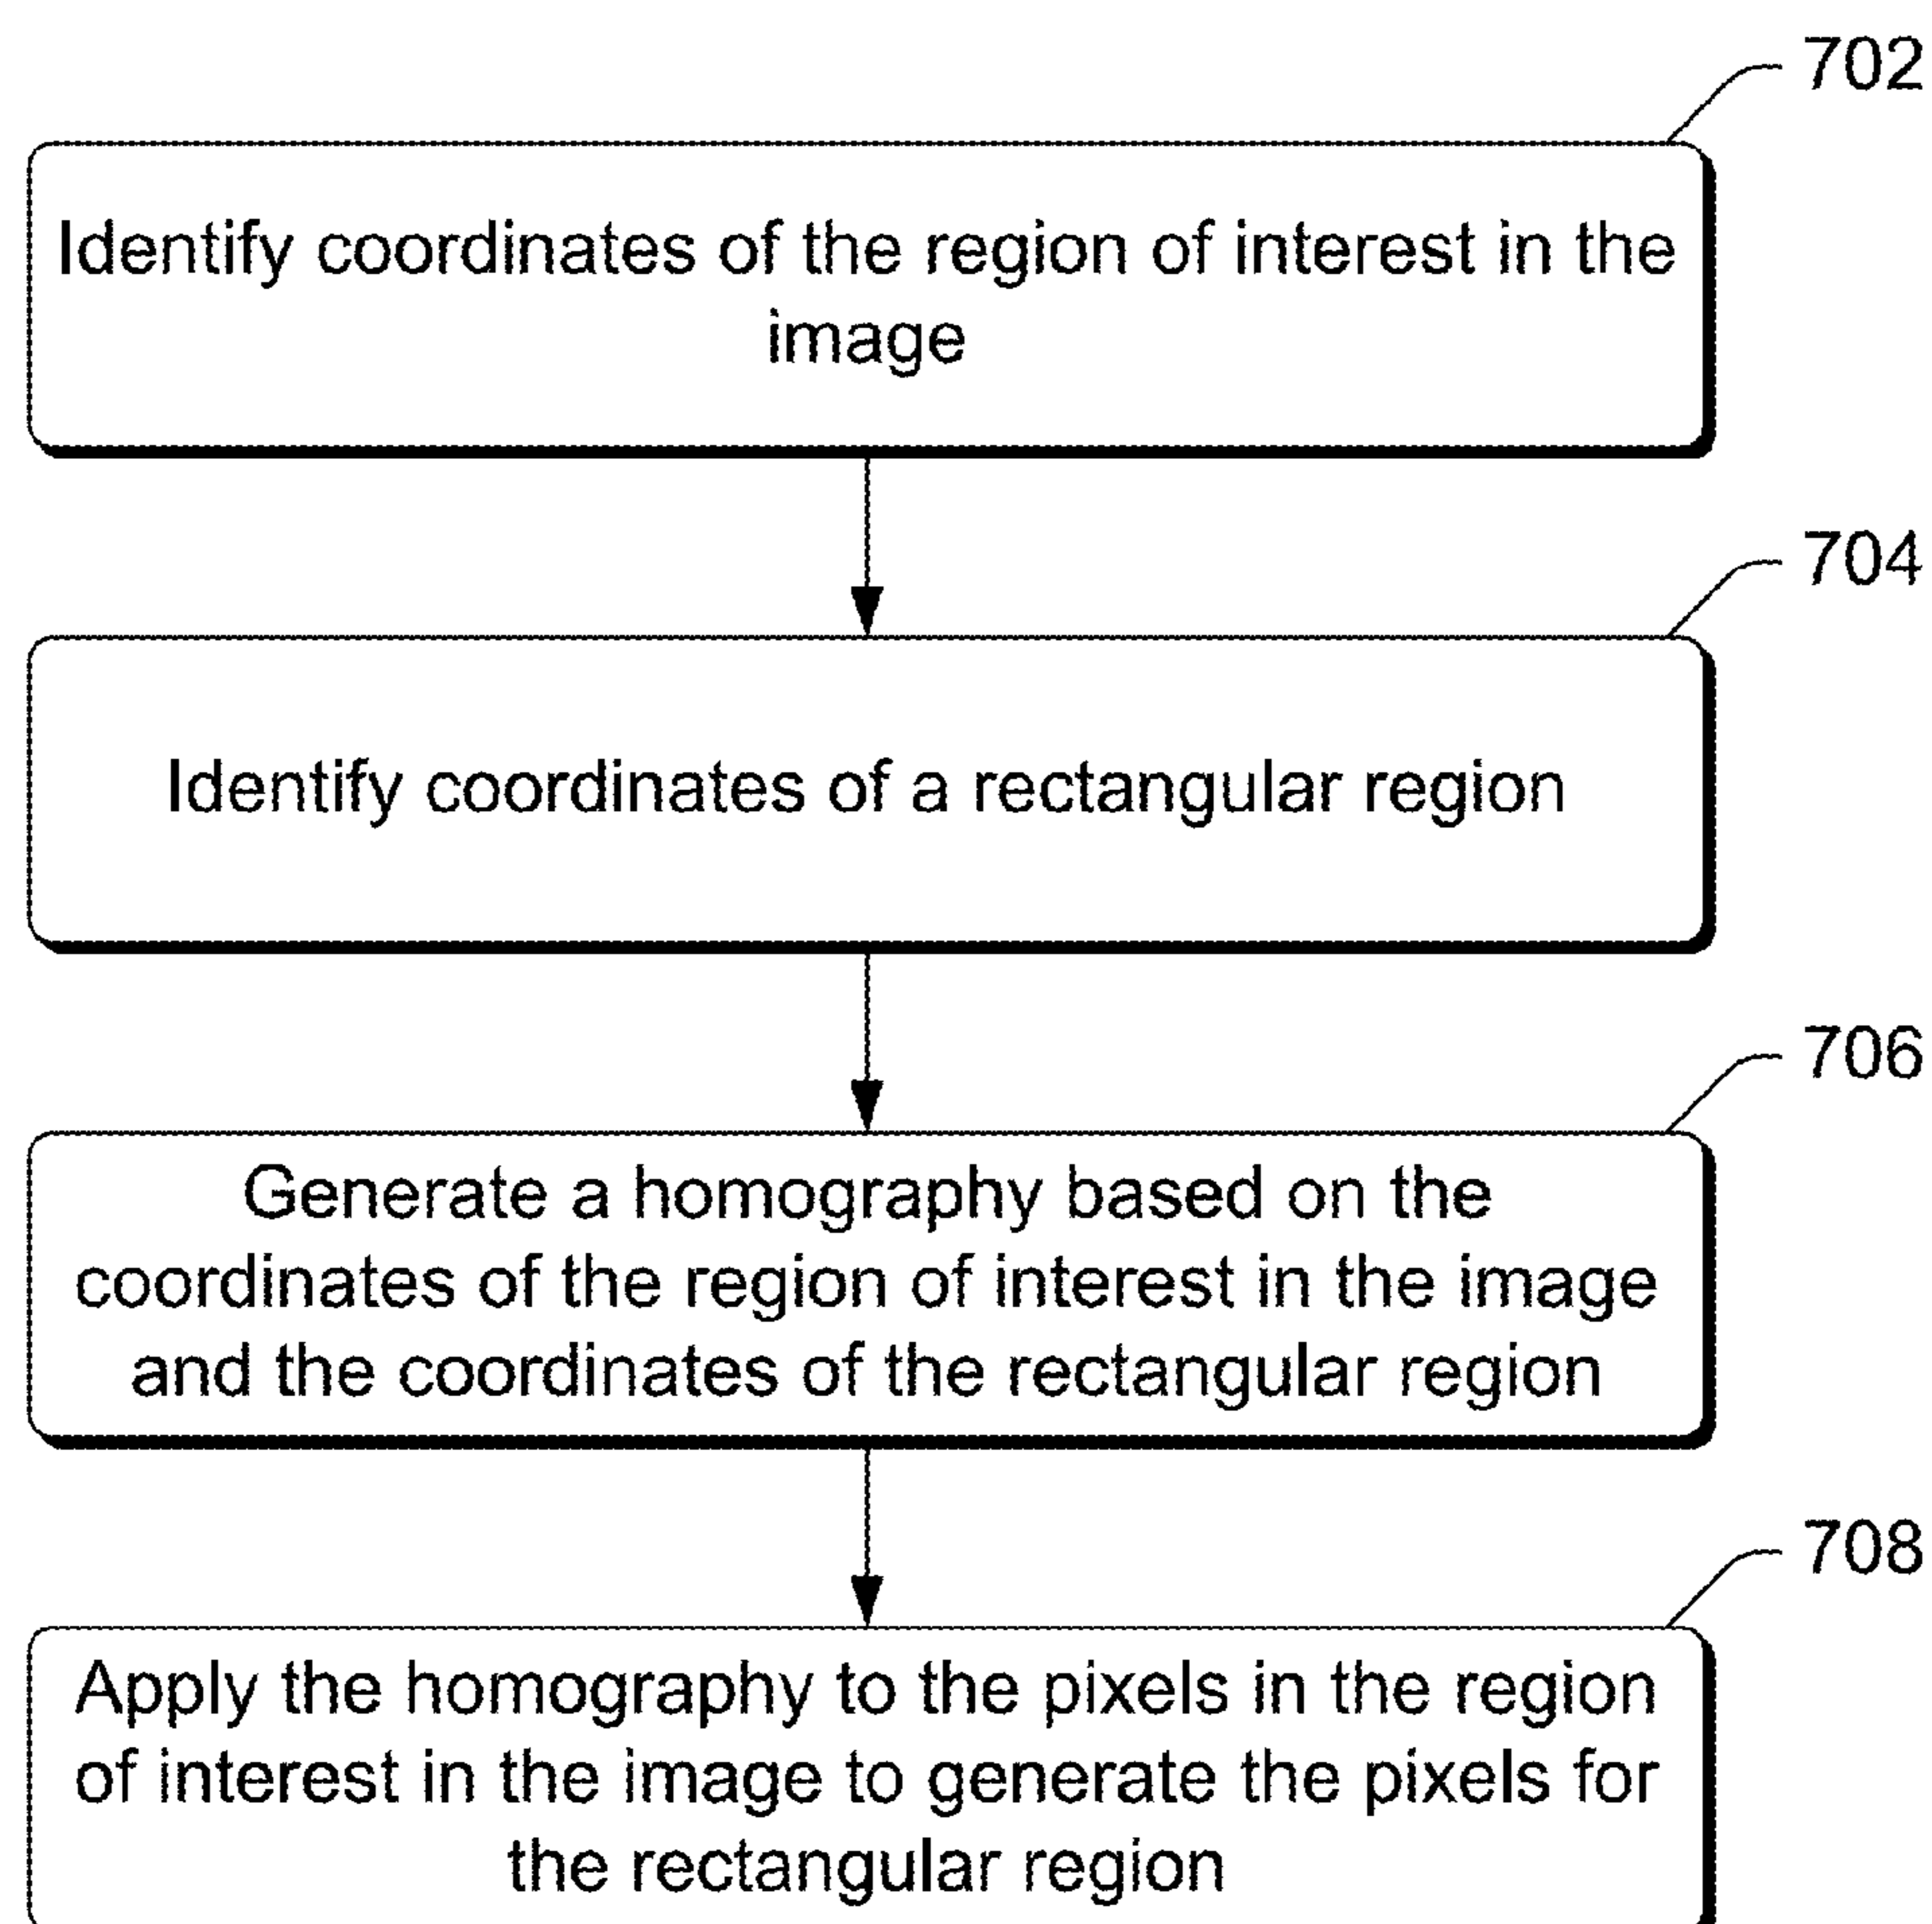 702
Identify coordinates of the region of interest in the
image
704
Identify coordinates of a rectangular region
706
Generate a homography based on the
coordinates of the region of interest in the image
and the coordinates of the rectangular region
708
Apply the homography to the pixels in the region
of interest in the image to generate the pixels for
the rectangular region